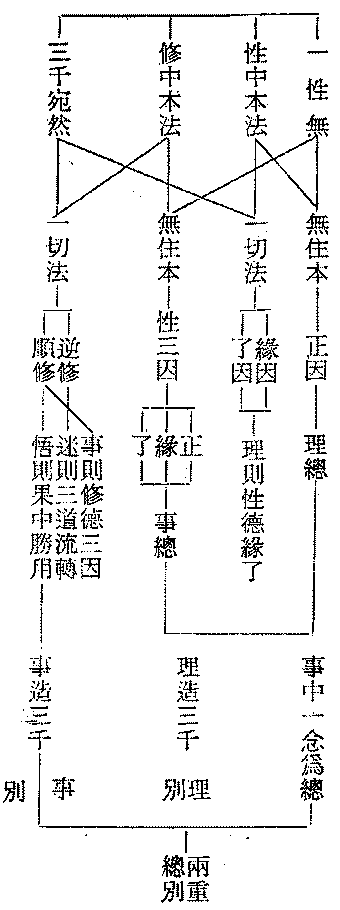 一性無
性中本法
修中本法
三千宛然
無住本
一切法
無住本
一切法
正因
緣因
了因
性三因
逆修
順修
理總
理則性德緣了
正
緣
了
事總
事則修德三因
迷則三道流轉
悟則果中勝用
事中一念為總
理造三千
事造三千
理別
事別
兩重
總別